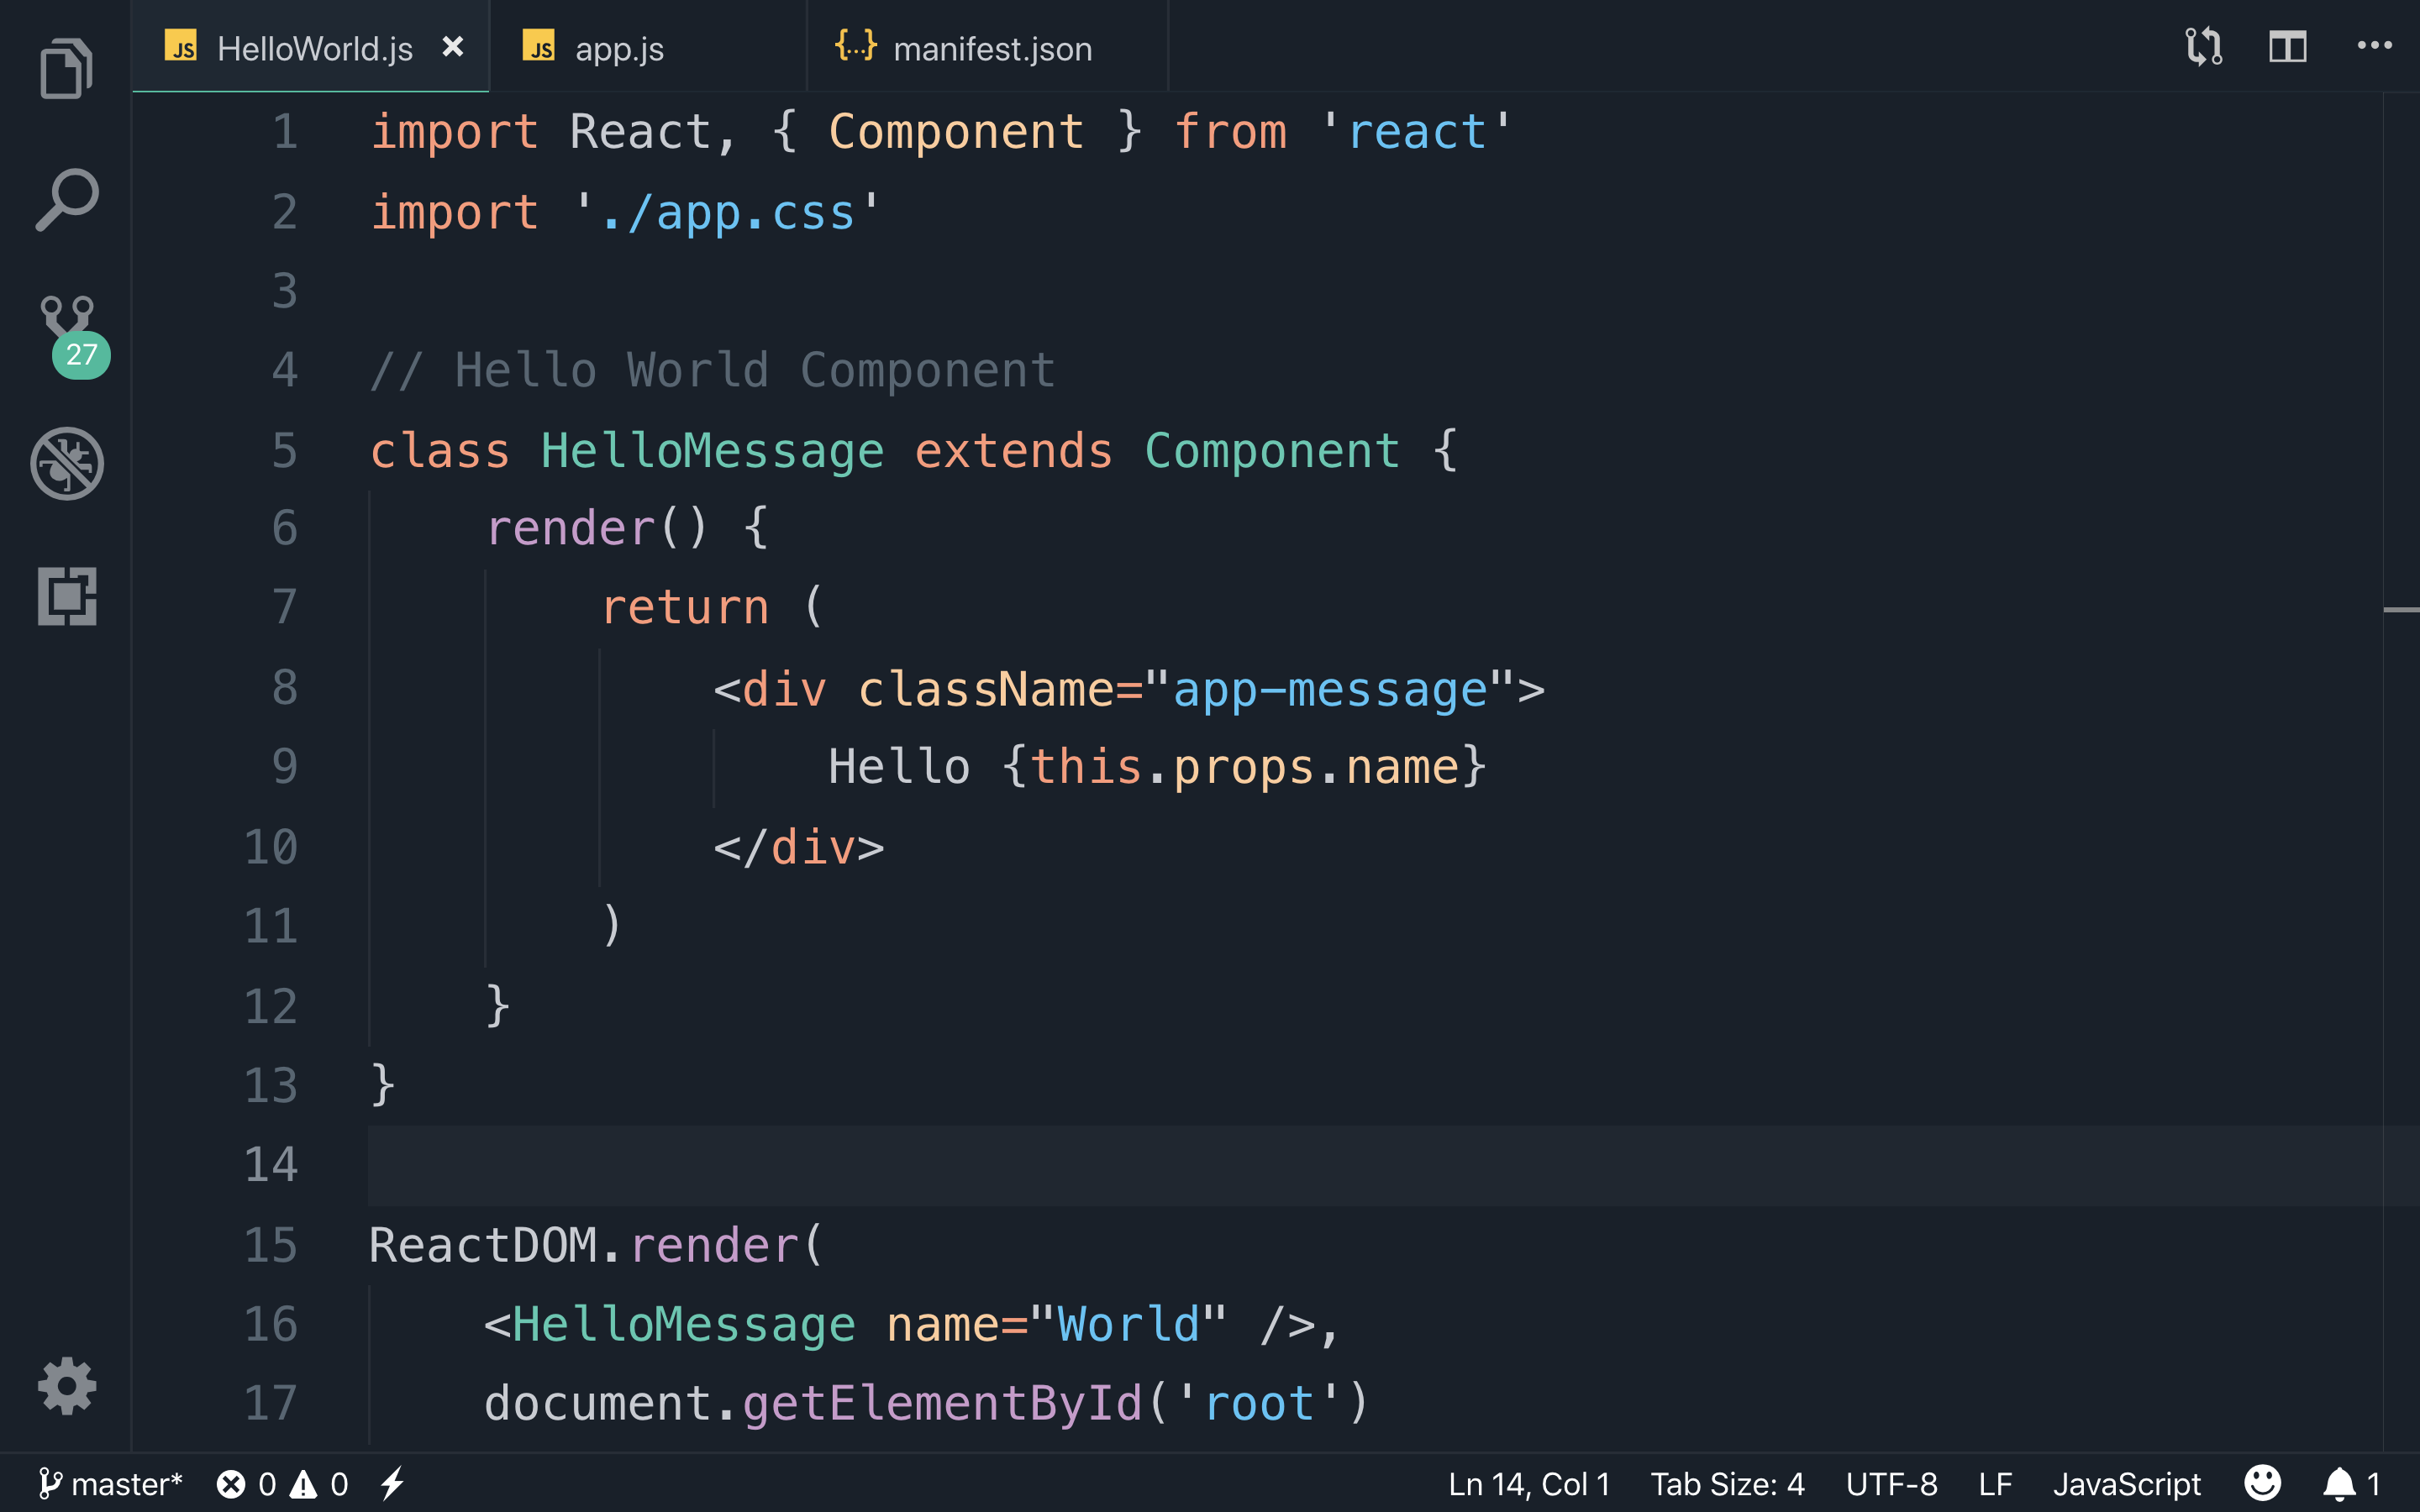 JS HelloWorld.js × JS app.js {...} manifest.json
27
1 import React, { Component } from 'react'
2 import './app.css'
3
4 // Hello World Component
5 class HelloMessage extends Component {
6     render() {
7         return (
8             <div className="app-message">
9                 Hello {this.props.name}
10             </div>
11         )
12     }
13 }
14
15 ReactDOM.render(
16     <HelloMessage name="World" />,
17     document.getElementById('root')
master* 0 0 Ln 14, Col 1 Tab Size: 4 UTF-8 LF JavaScript 1